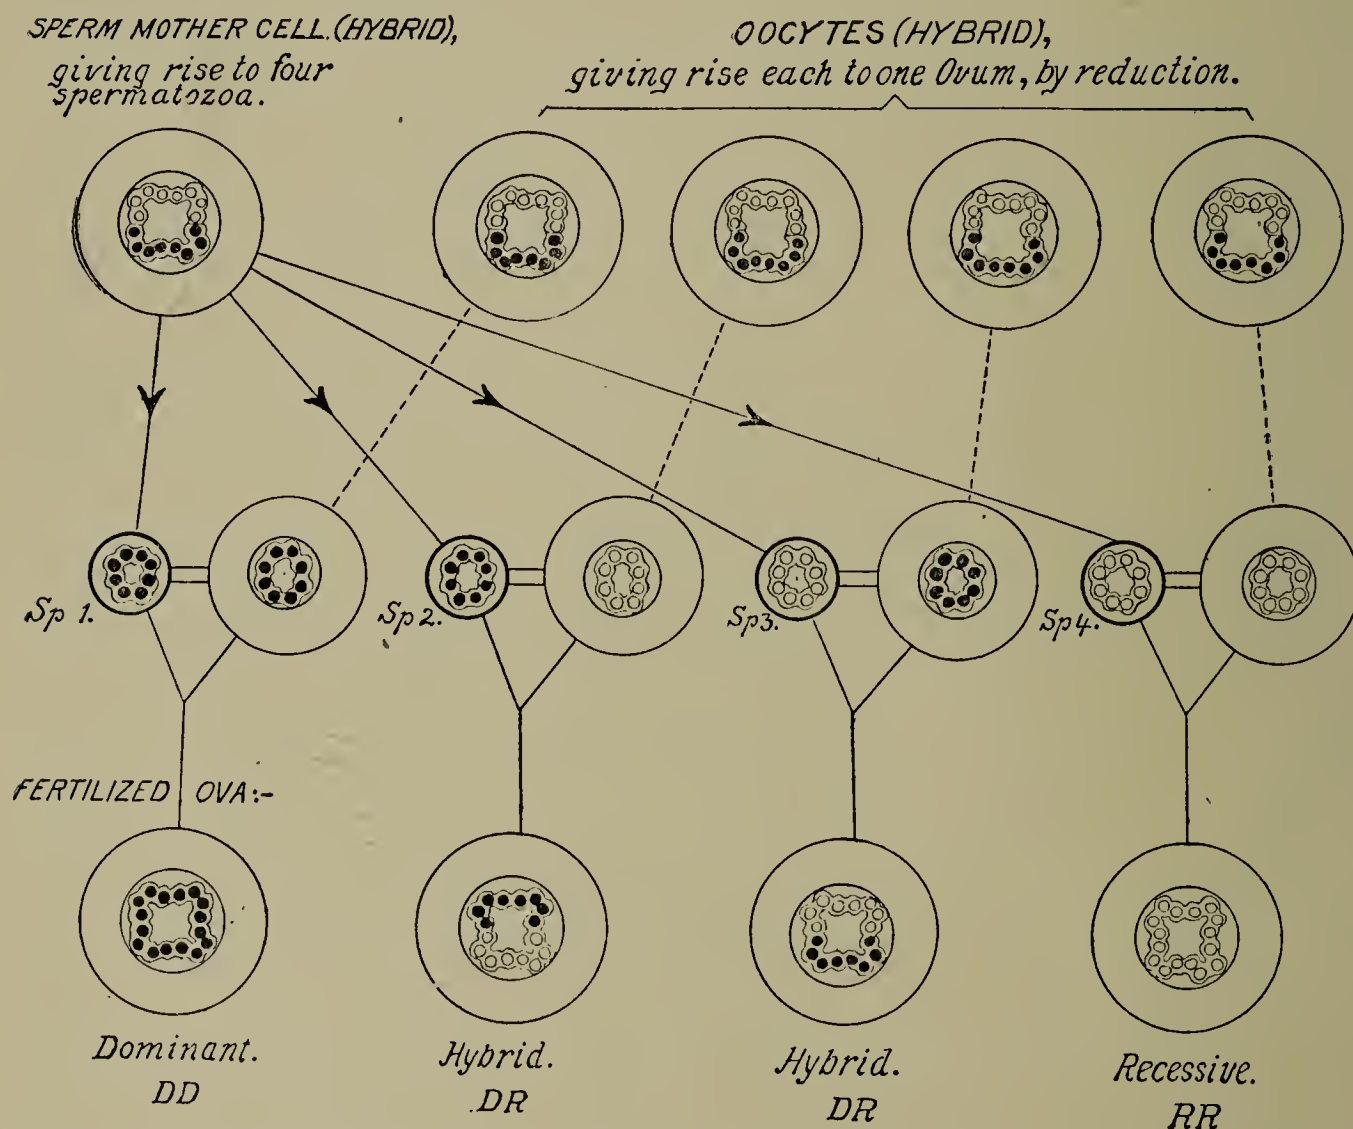 SPERM MOTHER CELL. (HYBRID),
giving rise to four
spermatozoa.
OOCYTES (HYBRID),
giving rise each to one Ovum, by reduction.
Sp 1.
Sp 2.
Sp 3.
Sp 4.
FERTILIZED OVA:-
Dominant.
DD
Hybrid.
DR
Hybrid.
DR
Recessive.
RR